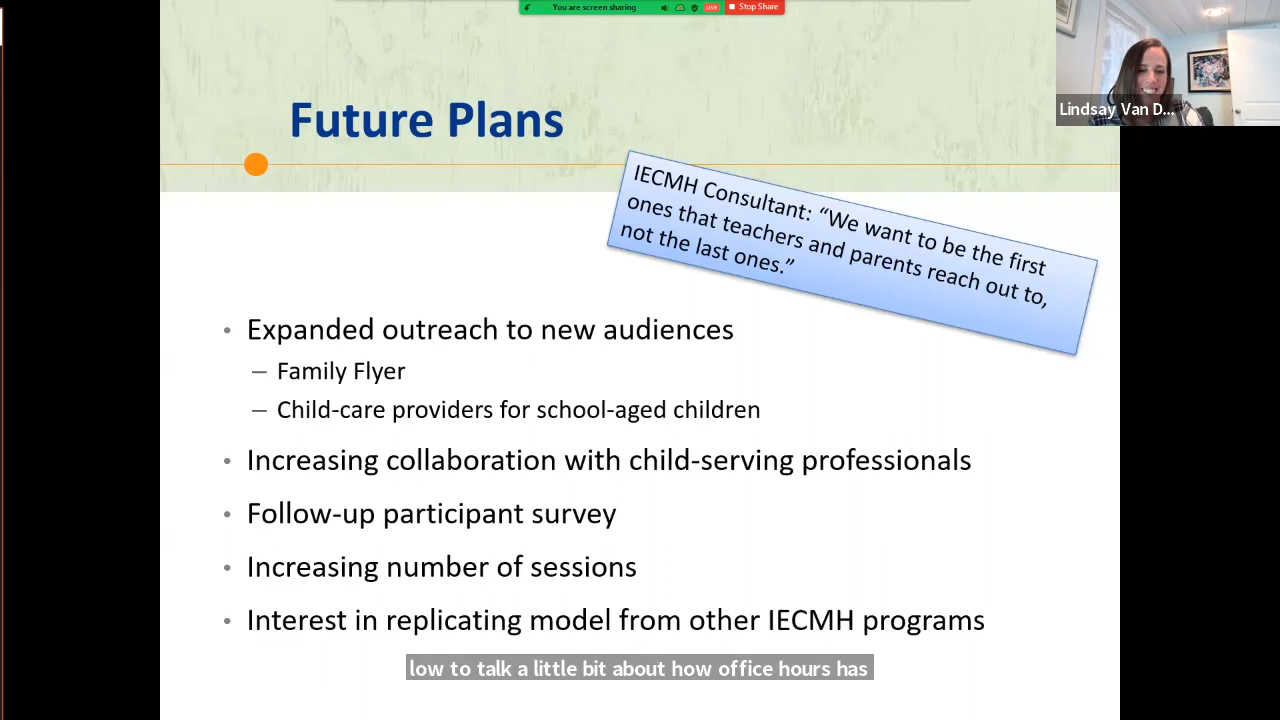 You are screen sharing
LIVE
Stop Share
Lindsay Van D...
Future Plans
IECMH Consultant: “We want to be the first
ones that teachers and parents reach out to,
not the last ones.”
• Expanded outreach to new audiences
– Family Flyer
– Child-care providers for school-aged children
• Increasing collaboration with child-serving professionals
• Follow-up participant survey
• Increasing number of sessions
• Interest in replicating model from other IECMH programs
low to talk a little bit about how office hours has